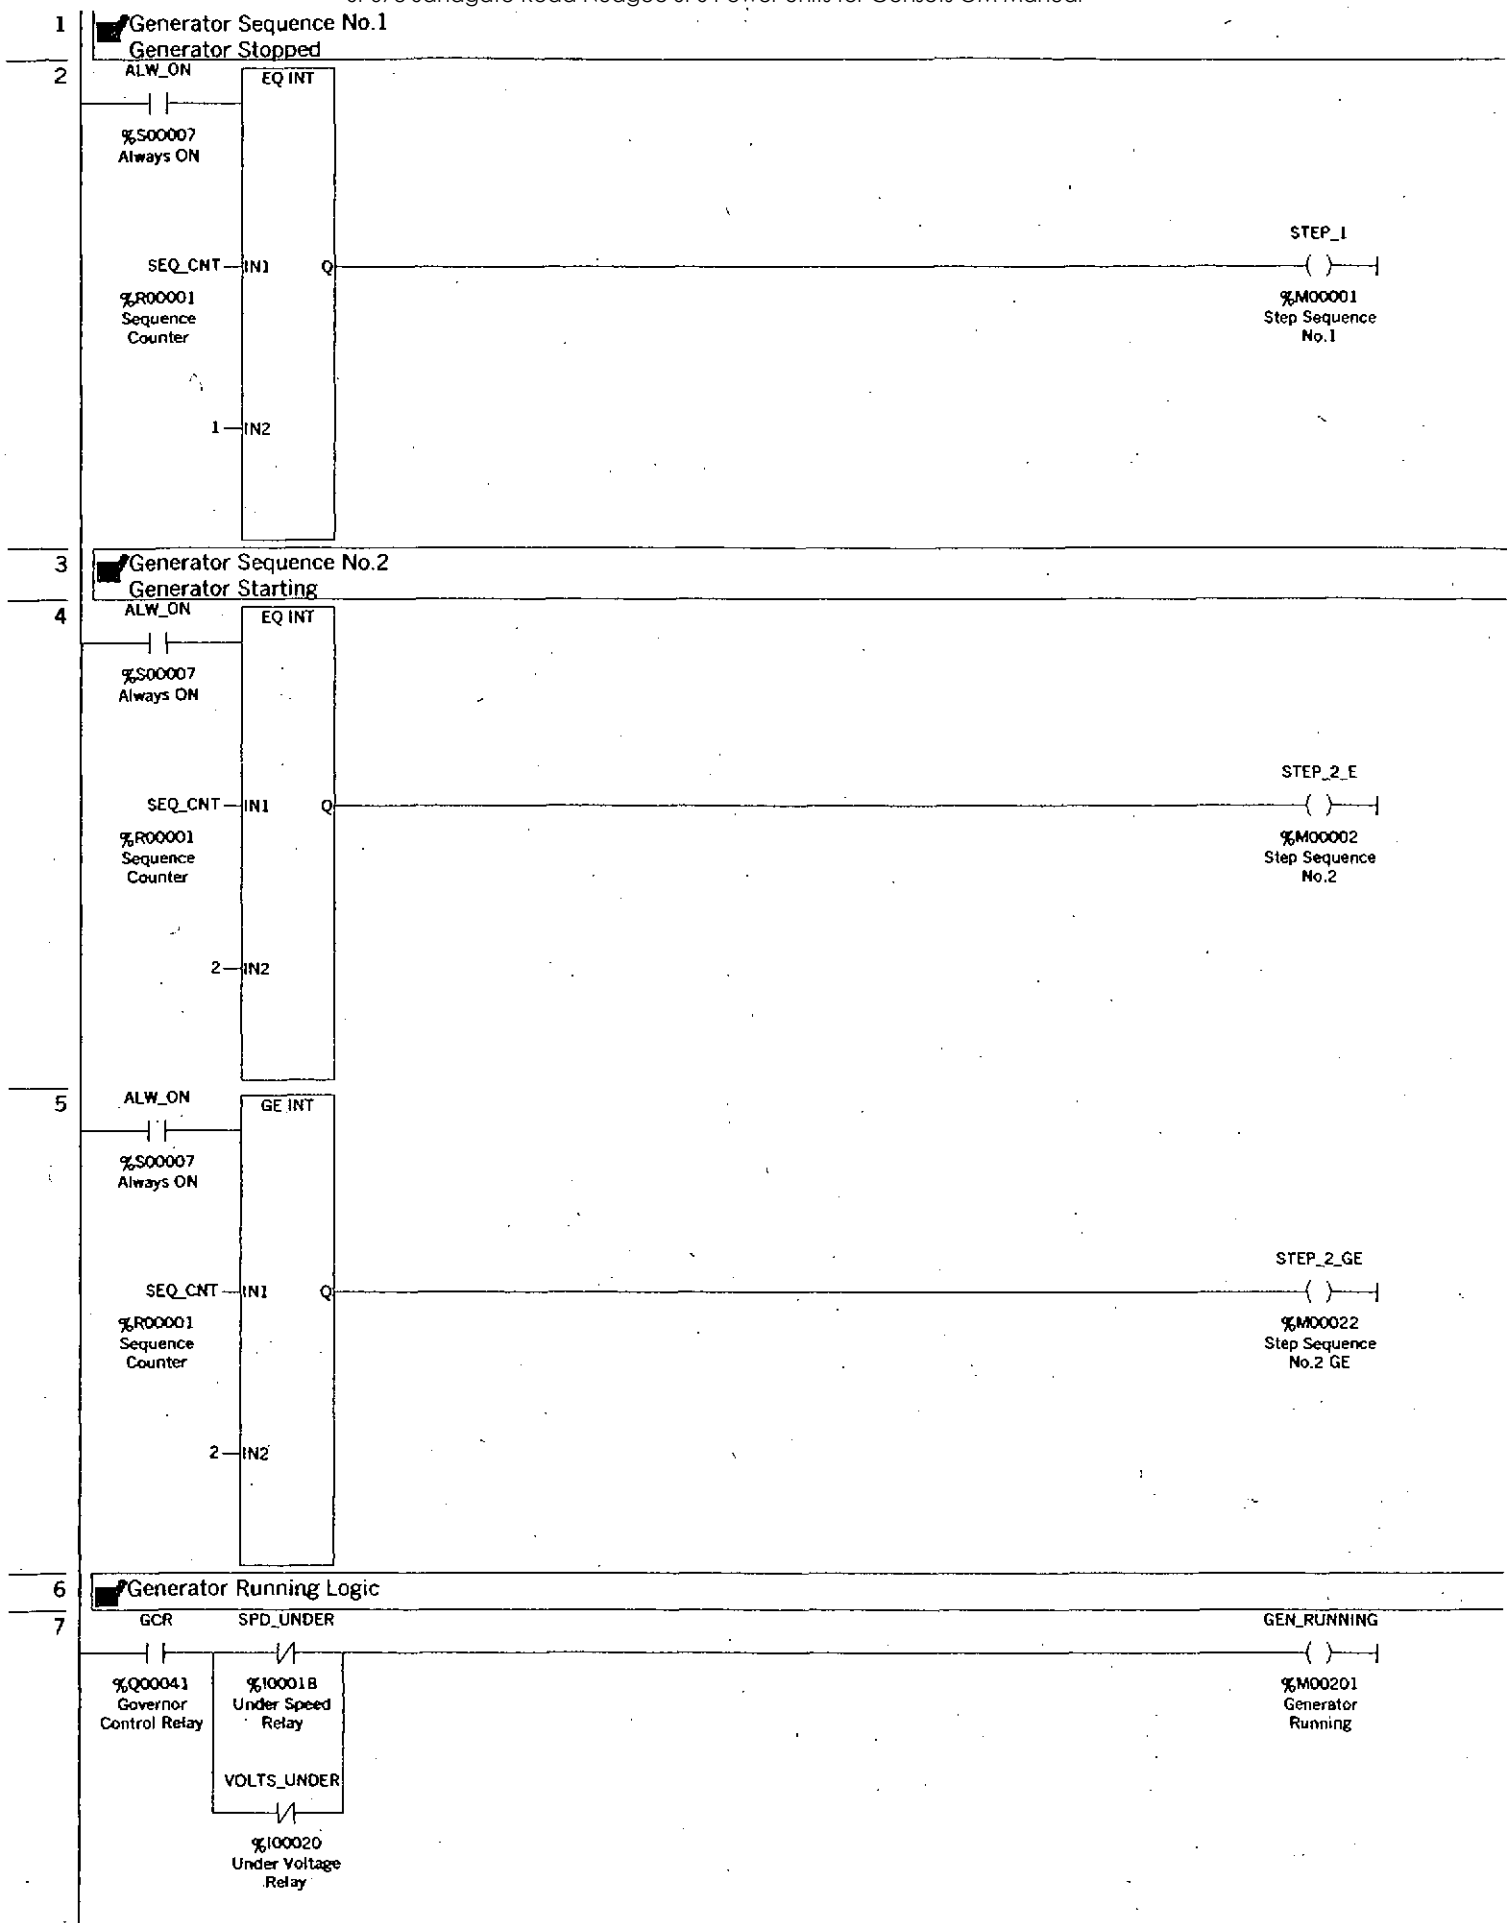 1
Generator Sequence No.1
Generator Stopped
2
ALW_ON
EQ INT
%S00007
Always ON
STEP_1
SEQ_CNT IN1 Q
%R00001
Sequence
Counter
%M00001
Step Sequence
No.1
1 IN2
3
Generator Sequence No.2
Generator Starting
4
ALW_ON
EQ INT
%S00007
Always ON
STEP_2_E
SEQ_CNT IN1 Q
%R00001
Sequence
Counter
%M00002
Step Sequence
No.2
2 IN2
5
ALW_ON
GE INT
%S00007
Always ON
STEP_2_GE
SEQ_CNT IN1 Q
%R00001
Sequence
Counter
%M00022
Step Sequence
No.2 GE
2 IN2
6
Generator Running Logic
7
GCR
SPD_UNDER
GEN_RUNNING
%Q00041
Governor
Control Relay
%I00018
Under Speed
Relay
%M00201
Generator
Running
VOLTS_UNDER
%I00020
Under Voltage
Relay